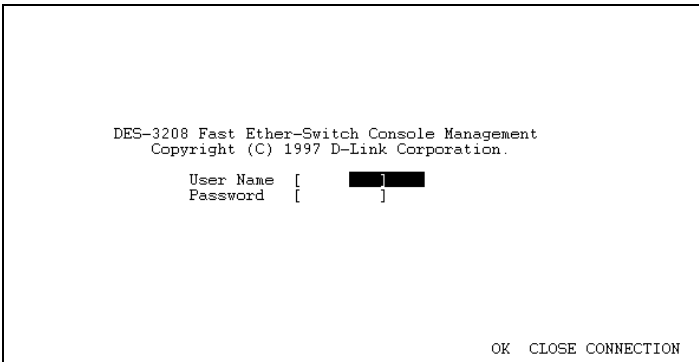 DES-3208 Fast Ether-Switch Console Management
Copyright (C) 1997 D-Link Corporation.
User Name [ ]
Password [ ]
OK CLOSE CONNECTION